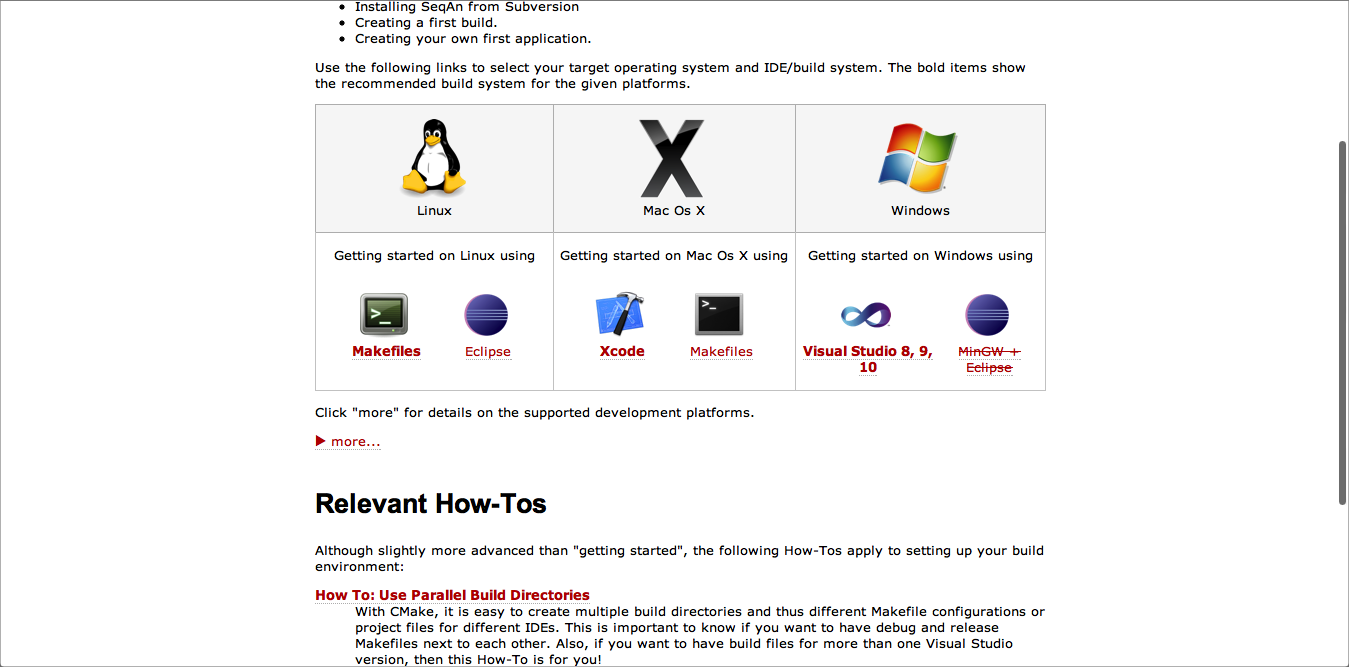 Installing SeqAn from Subversion
Creating a first build.
Creating your own first application.
Use the following links to select your target operating system and IDE/build system. The bold items show
the recommended build system for the given platforms.
Linux
Mac Os X
Windows
Getting started on Linux using
Getting started on Mac Os X using
Getting started on Windows using
Makefiles
Eclipse
Xcode
Makefiles
Visual Studio 8, 9,
10
MinGW +
Eclipse
Click "more" for details on the supported development platforms.
more...
Relevant How-Tos
Although slightly more advanced than "getting started", the following How-Tos apply to setting up your build
environment:
How To: Use Parallel Build Directories
With CMake, it is easy to create multiple build directories and thus different Makefile configurations or
project files for different IDEs. This is important to know if you want to have debug and release
Makefiles next to each other. Also, if you want to have build files for more than one Visual Studio
version, then this How-To is for you!